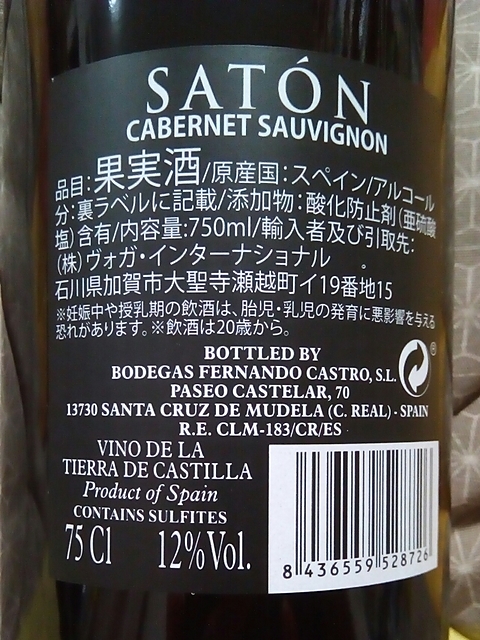 SATÓN
CABERNET SAUVIGNON
品目:果実酒/原産国:スペイン/アルコール
分:裏ラベルに記載/添加物:酸化防止剤(亜硫酸
塩)含有/内容量:750ml/輸入者及び引取先:
(株)ヴォガ・インターナショナル
石川県加賀市大聖寺瀬越町イ19番地15
※妊娠中や授乳期の飲酒は、胎児・乳児の発育に悪影響を与える
恐れがあります。※飲酒は20歳から。
BOTTLED BY
BODEGAS FERNANDO CASTRO, S.L.
PASEO CASTELAR, 70
13730 SANTA CRUZ DE MUDELA (C. REAL) - SPAIN
R.E. CLM-183/CR/ES
VINO DE LA
TIERRA DE CASTILLA
Product of Spain
CONTAINS SULFITES
75 Cl 12% Vol.
8 436559 528726